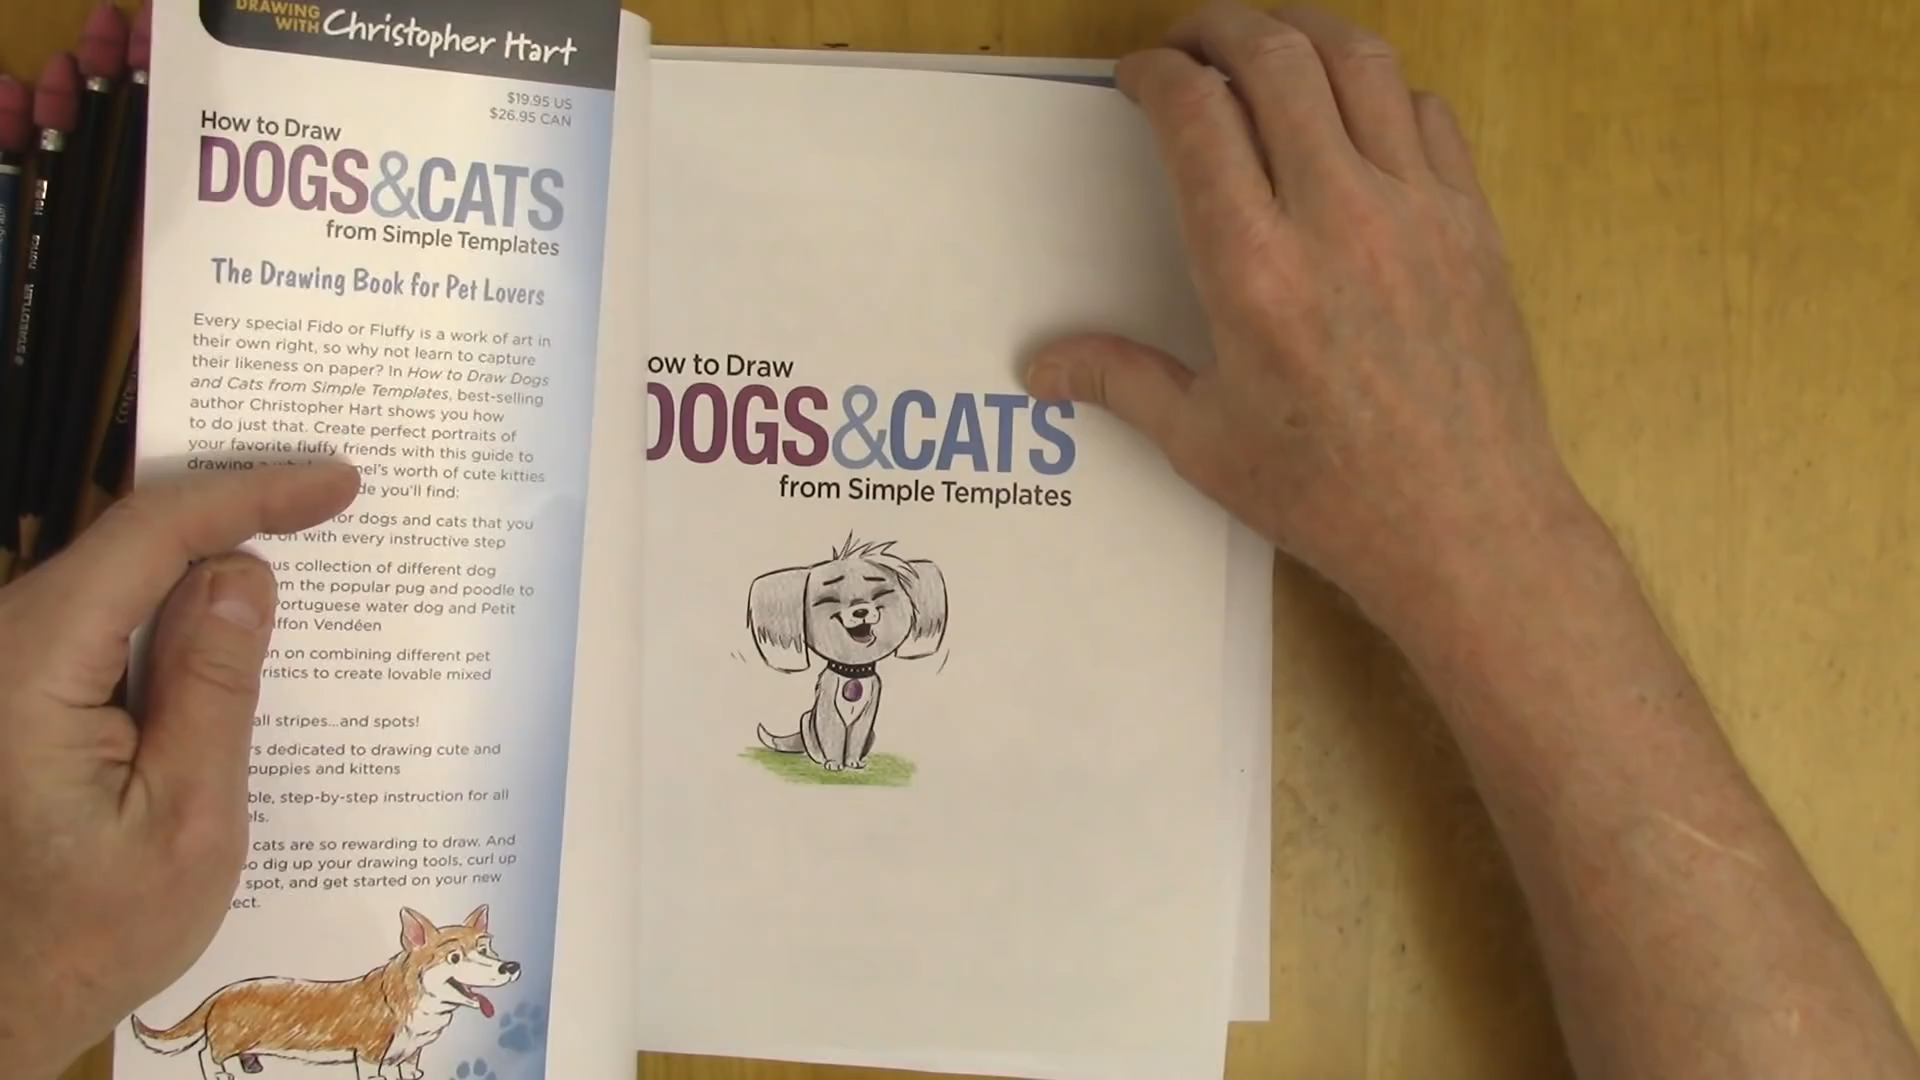 DRAWING
WITH Christopher Hart
$19.95 US
$26.95 CAN
How to Draw
DOGS&CATS
from Simple Templates
The Drawing Book for Pet Lovers
Every special Fido or Fluffy is a work of art in
their own right, so why not learn to capture
their likeness on paper? In How to Draw Dogs
and Cats from Simple Templates, best-selling
author Christopher Hart shows you how
to do just that. Create perfect portraits of
your favorite fluffy friends with this guide to
drawing worth of cute kitties
you'll find:
dogs and cats that you
on with every instructive step
collection of different dog
the popular pug and poodle to
Portuguese water dog and Petit
Vendéen
on combining different pet
to create lovable mixed
all stripes...and spots!
dedicated to drawing cute and
puppies and kittens
step-by-step instruction for all
cats are so rewarding to draw. And
so dig up your drawing tools, curl up
spot, and get started on your new
ow to Draw
DOGS&CATS
from Simple Templates
STAEDTLER